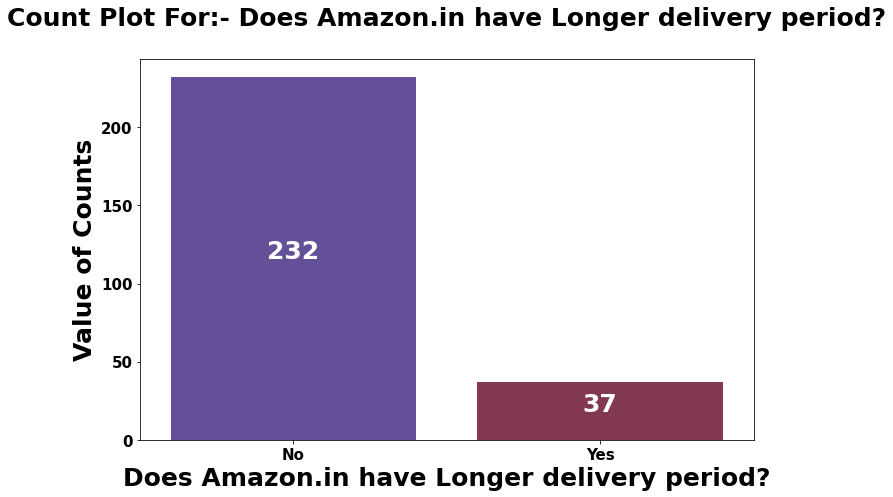 Count Plot For:- Does Amazon.in have Longer delivery period?
Value of Counts
200
150
100
50
0
232
37
No
Yes
Does Amazon.in have Longer delivery period?